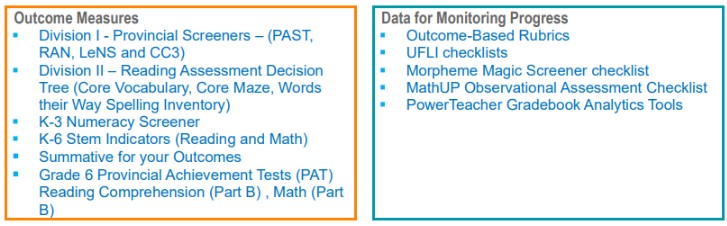 Outcome Measures
▪ Division I - Provincial Screeners – (PAST,
RAN, LeNS and CC3)
▪ Division II – Reading Assessment Decision
Tree (Core Vocabulary, Core Maze, Words
their Way Spelling Inventory)
▪ K-3 Numeracy Screener
▪ K-6 Stem Indicators (Reading and Math)
▪ Summative for your Outcomes
▪ Grade 6 Provincial Achievement Tests (PAT)
Reading Comprehension (Part B) , Math (Part
B)
Data for Monitoring Progress
▪ Outcome-Based Rubrics
▪ UFLI checklists
▪ Morpheme Magic Screener checklist
▪ MathUP Observational Assessment Checklist
▪ PowerTeacher Gradebook Analytics Tools